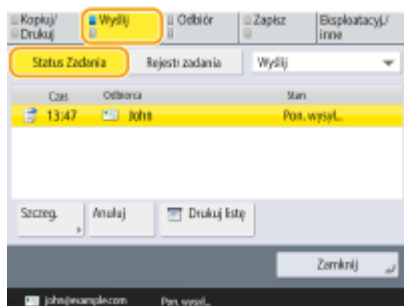 Kopiuj/ Drukuj
Wyślij
Odbiór
Zapisz
Eksploatacyj./ inne
Status Zadania
Rejestr zadania
Wyślij
Czas Odbiorca Stan
13:47 John Pon. wysył...
Szczeg.
Anuluj
Drukuj listę
Zamknij
john@example.com Pon. wysył...